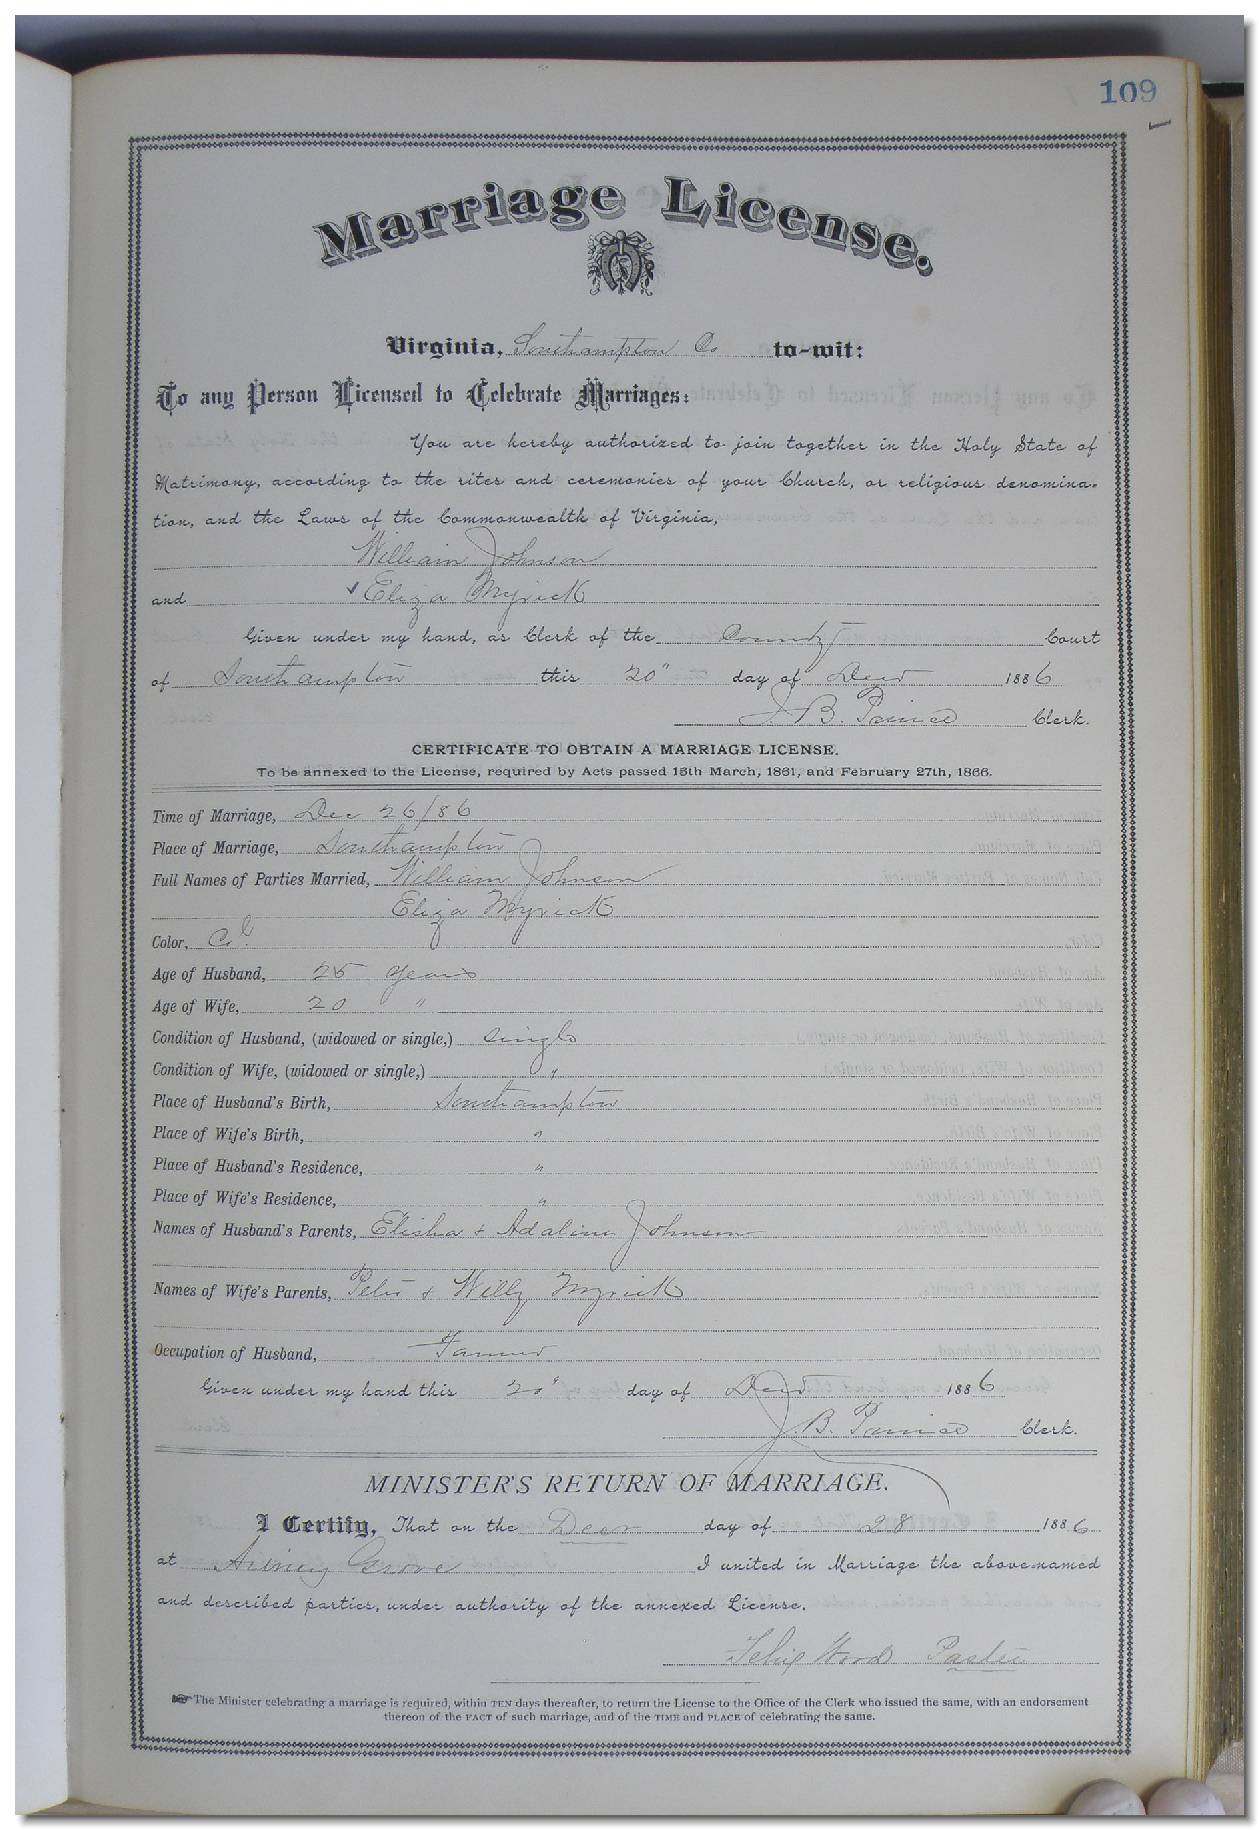 109
Marriage License.
Virginia, Southampton Co to-wit:
To any Person Licensed to Celebrate Marriages:
You are hereby authorized to join together in the Holy State of
Matrimony, according to the rites and ceremonies of your Church, or religious denomina-
tion, and the Laws of the Commonwealth of Virginia,
William Johnson
and Eliza Myrick
Given under my hand, as Clerk of the County Court
of Southampton this 20" day of Decr 1886
J. B. Prince Clerk.
CERTIFICATE TO OBTAIN A MARRIAGE LICENSE.
To be annexed to the License, required by Acts passed 15th March, 1861, and February 27th, 1866.
Time of Marriage, Dec 26/86
Place of Marriage, Southampton
Full Names of Parties Married, William Johnson
Eliza Myrick
Color, Cl.
Age of Husband, 25 years
Age of Wife, 20 "
Condition of Husband, (widowed or single,) single
Condition of Wife, (widowed or single,) "
Place of Husband's Birth, Southampton
Place of Wife's Birth, "
Place of Husband's Residence, "
Place of Wife's Residence, "
Names of Husband's Parents, Elisha & Adaline Johnson
Names of Wife's Parents, Peter & Willy Myrick
Occupation of Husband, Farmer
Given under my hand this 20" day of Decr 1886
J. B. Prince Clerk.
MINISTER'S RETURN OF MARRIAGE.
I Certify, That on the Decr day of 28 1886
at Grove I united in Marriage the above-named
and described parties, under authority of the annexed License.
Wood Paster
The Minister celebrating a marriage is required, within TEN days thereafter, to return the License to the Office of the Clerk who issued the same, with an endorsement
thereon of the FACT of such marriage, and of the TIME and PLACE of celebrating the same.